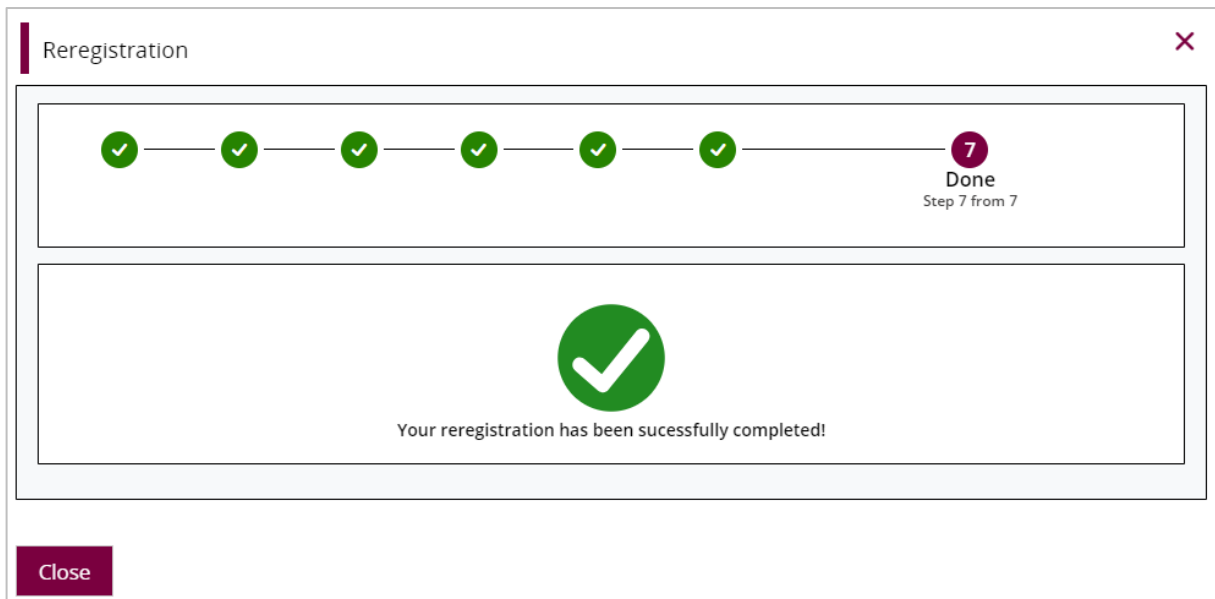 Reregistration
7
Done
Step 7 from 7
Your reregistration has been sucessfully completed!
Close